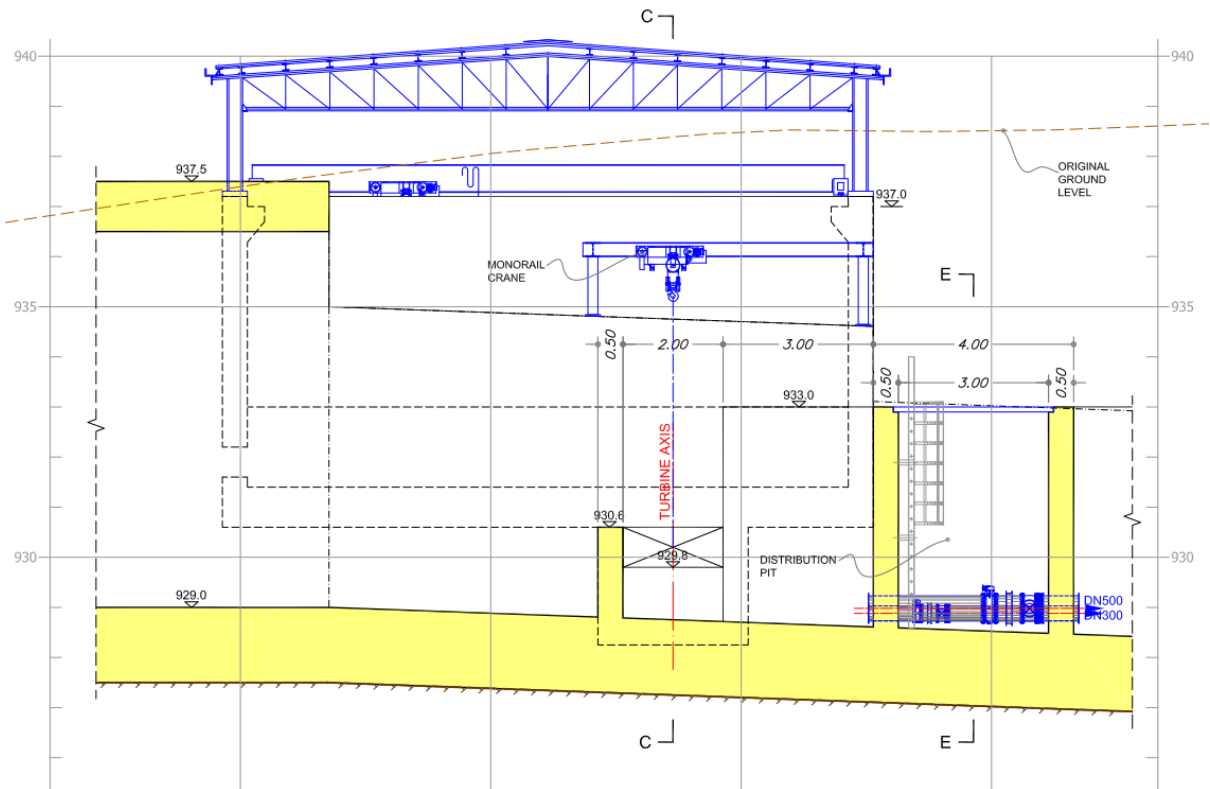 C
940
940
937.5
ORIGINAL
GROUND
LEVEL
937.0
MONORAIL
CRANE
E
935
935
0.50
2.00
3.00
4.00
0.50
3.00
0.50
933.0
TURBINE AXIS
930.6
929.8
930
930
DISTRIBUTION
PIT
929.0
DN500
DN300
C
E